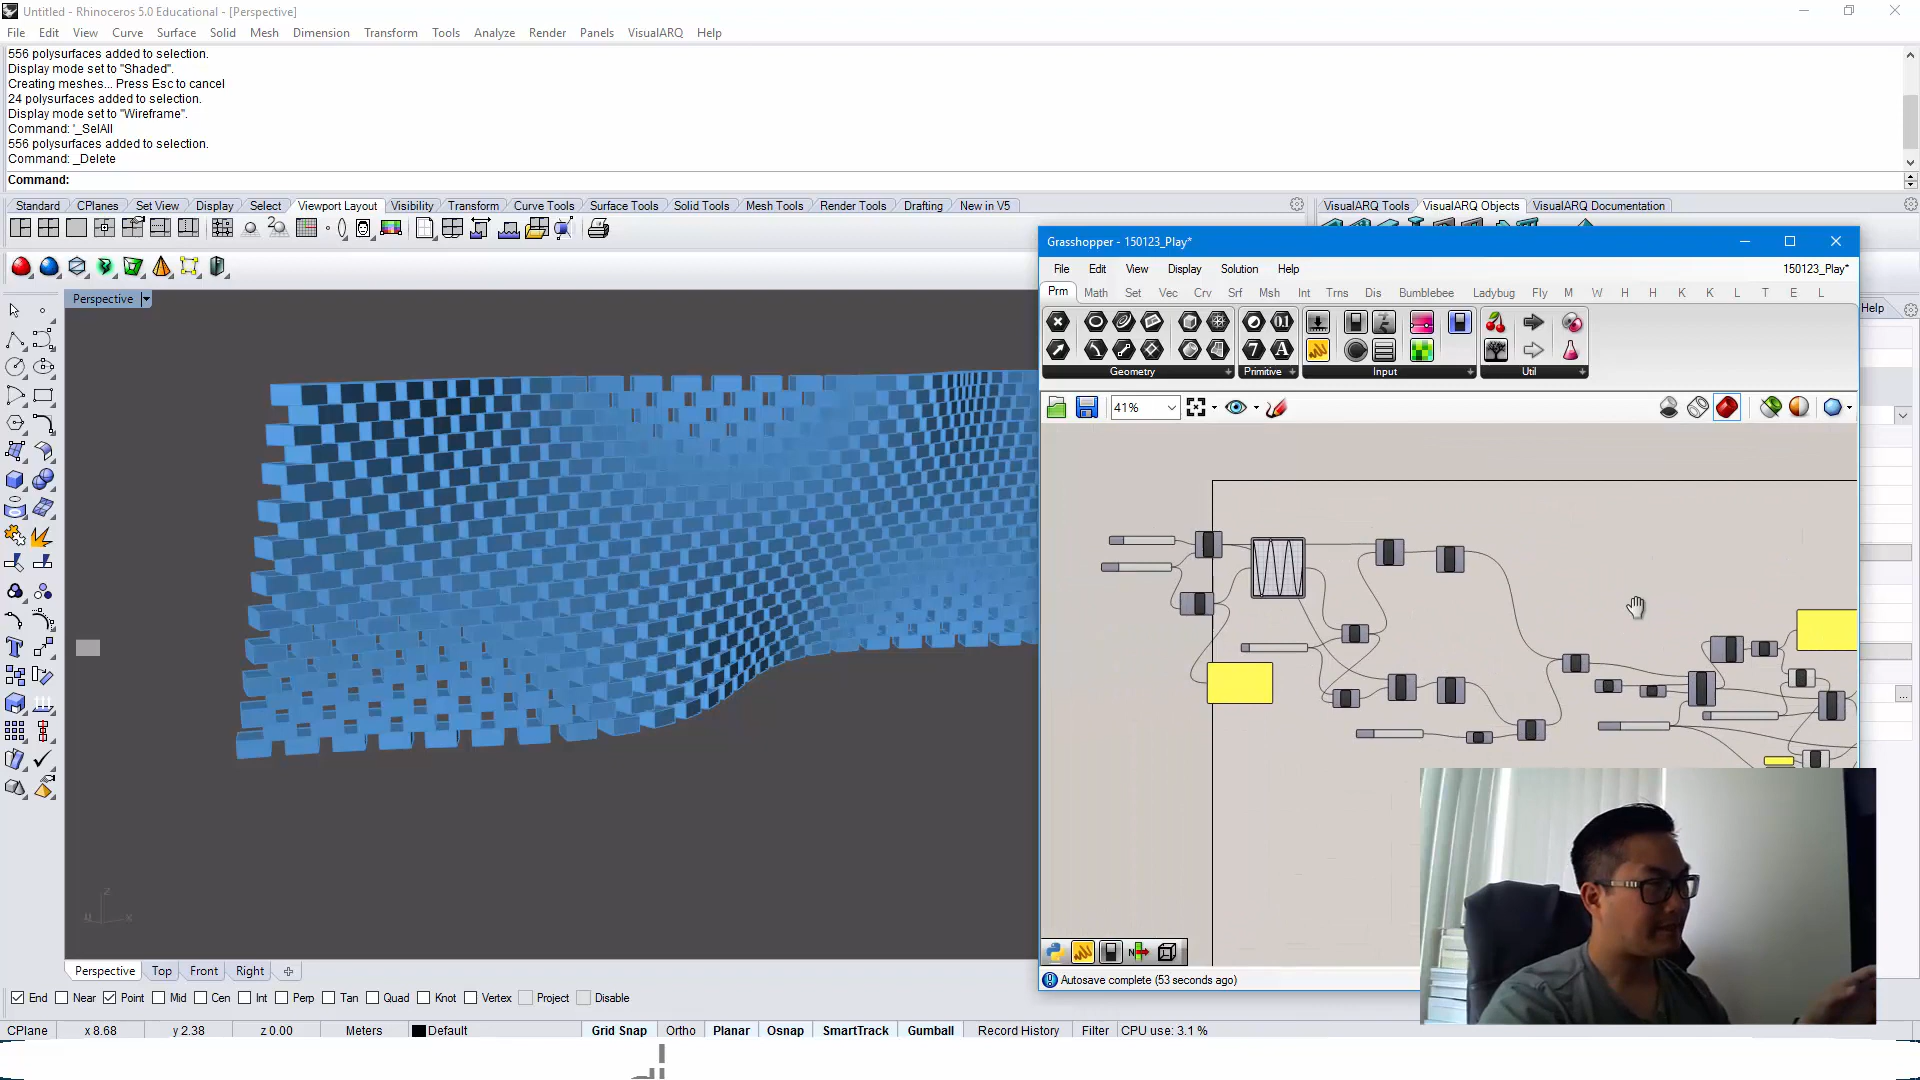 Untitled - Rhinoceros 5.0 Educational - [Perspective]
File Edit View Curve Surface Solid Mesh Dimension Transform Tools Analyze Render Panels VisualARQ Help
556 polysurfaces added to selection.
Display mode set to "Shaded".
Creating meshes... Press Esc to cancel
24 polysurfaces added to selection.
Display mode set to "Wireframe".
Command: '_SelAll
556 polysurfaces added to selection.
Command: _Delete
Command:
Standard CPlanes Set View Display Select Viewport Layout Visibility Transform Curve Tools Surface Tools Solid Tools Mesh Tools Render Tools Drafting New in V5
VisualARQ Tools VisualARQ Objects VisualARQ Documentation
Perspective
Help
Grasshopper - 150123_Play*
File Edit View Display Solution Help 150123_Play*
Prm Math Set Vec Crv Srf Msh Int Trns Dis Bumblebee Ladybug Fly M W H H K K L T E L
Geometry Primitive Input Util
41%
Autosave complete (53 seconds ago)
z
x
Perspective Top Front Right
End Near Point Mid Cen Int Perp Tan Quad Knot Vertex Project Disable
CPlane x 8.68 y 2.38 z 0.00 Meters Default Grid Snap Ortho Planar Osnap SmartTrack Gumball Record History Filter CPU use: 3.1 %